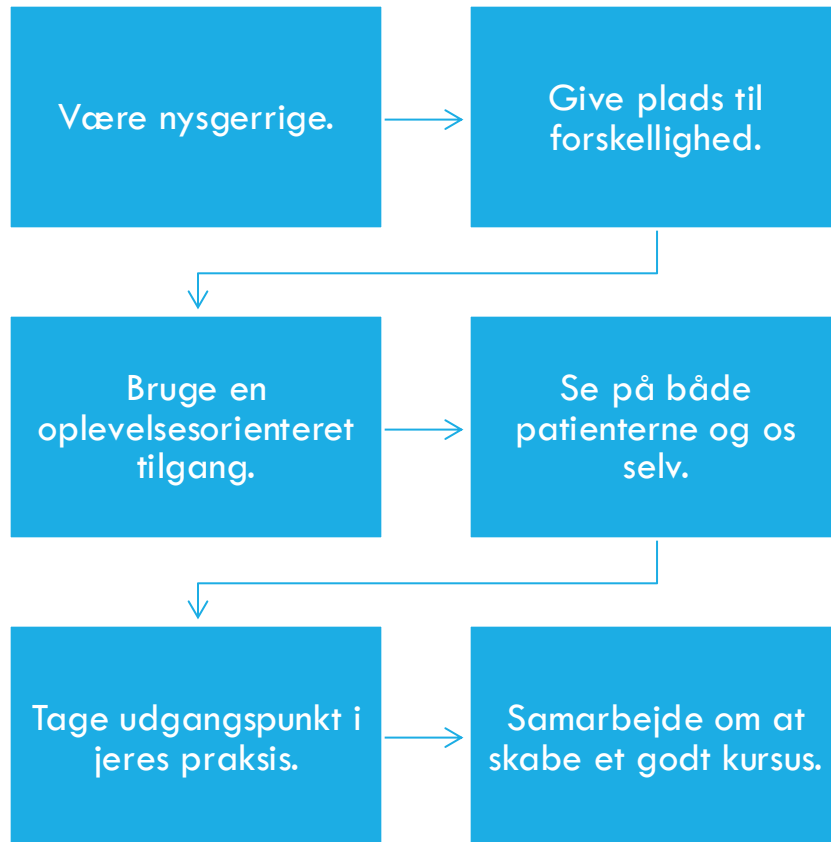 Være nysgerrige.
Give plads til
forskellighed.
Bruge en
oplevelsesorienteret
tilgang.
Se på både
patienterne og os
selv.
Tage udgangspunkt i
jeres praksis.
Samarbejde om at
skabe et godt kursus.